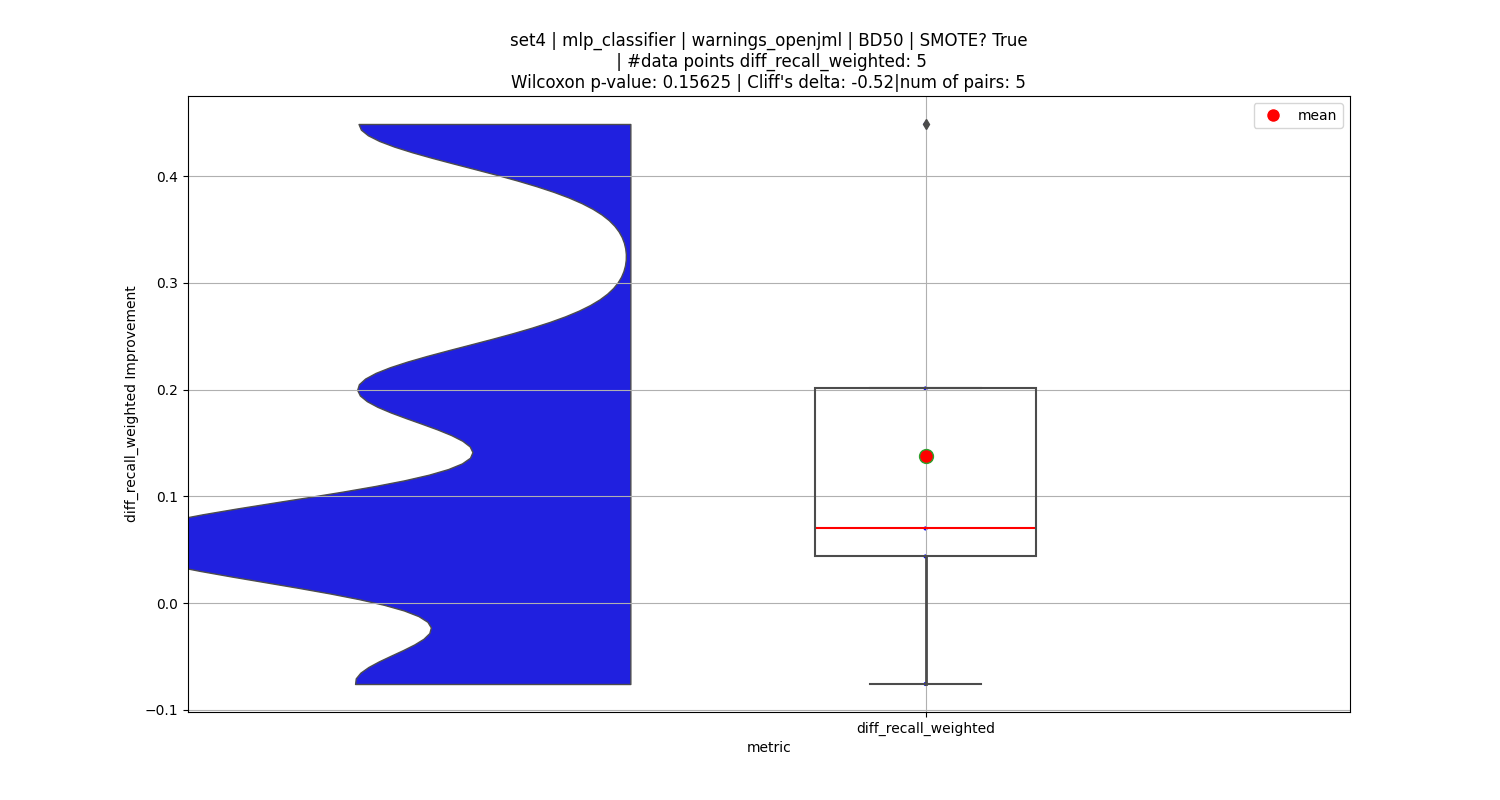 set4 | mlp_classifier | warnings_openjml | BD50 | SMOTE? True
| #data points diff_recall_weighted: 5
Wilcoxon p-value: 0.15625 | Cliff's delta: -0.52|num of pairs: 5
mean
0.4
0.3
0.2
0.1
0.0
−0.1
diff_recall_weighted Improvement
diff_recall_weighted
metric